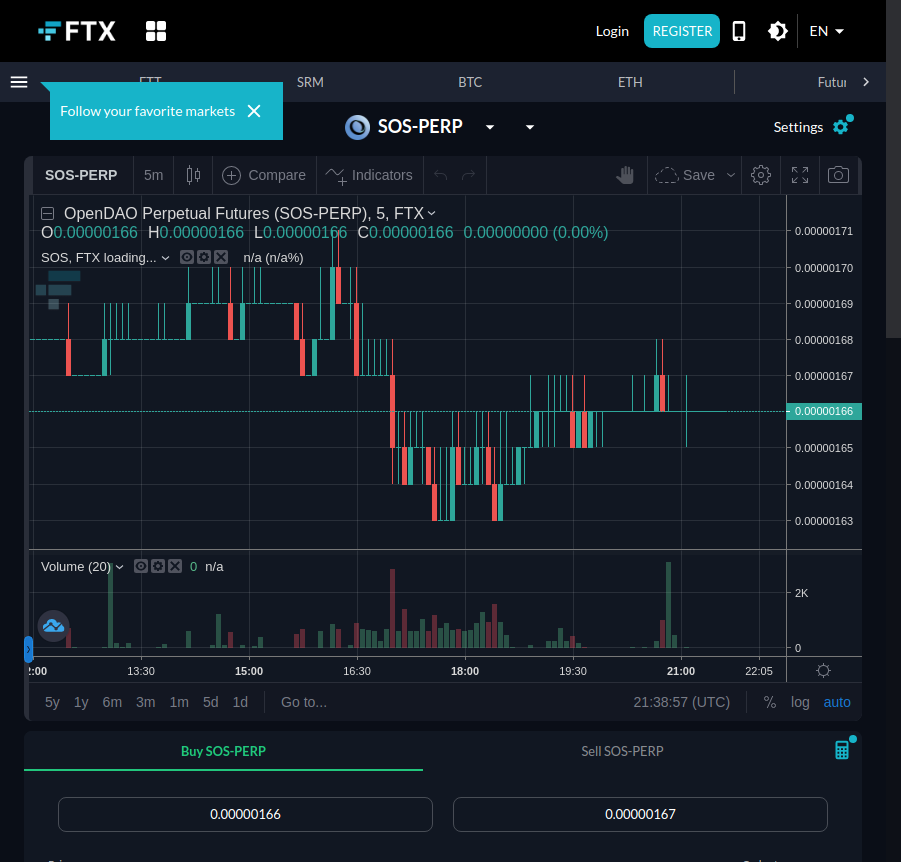 FTX
Login REGISTER EN
FTT SRM BTC ETH Futur
Follow your favorite markets
SOS-PERP
Settings
SOS-PERP 5m Compare Indicators Save
OpenDAO Perpetual Futures (SOS-PERP), 5, FTX
O0.00000166 H0.00000166 L0.00000166 C0.00000166 0.00000000 (0.00%)
SOS, FTX loading... n/a (n/a%)
0.00000171
0.00000170
0.00000169
0.00000168
0.00000167
0.00000166
0.00000165
0.00000164
0.00000163
Volume (20) 0 n/a
2K
0
2:00 13:30 15:00 16:30 18:00 19:30 21:00 22:05
5y 1y 6m 3m 1m 5d 1d Go to... 21:38:57 (UTC) % log auto
Buy SOS-PERP Sell SOS-PERP
0.00000166 0.00000167